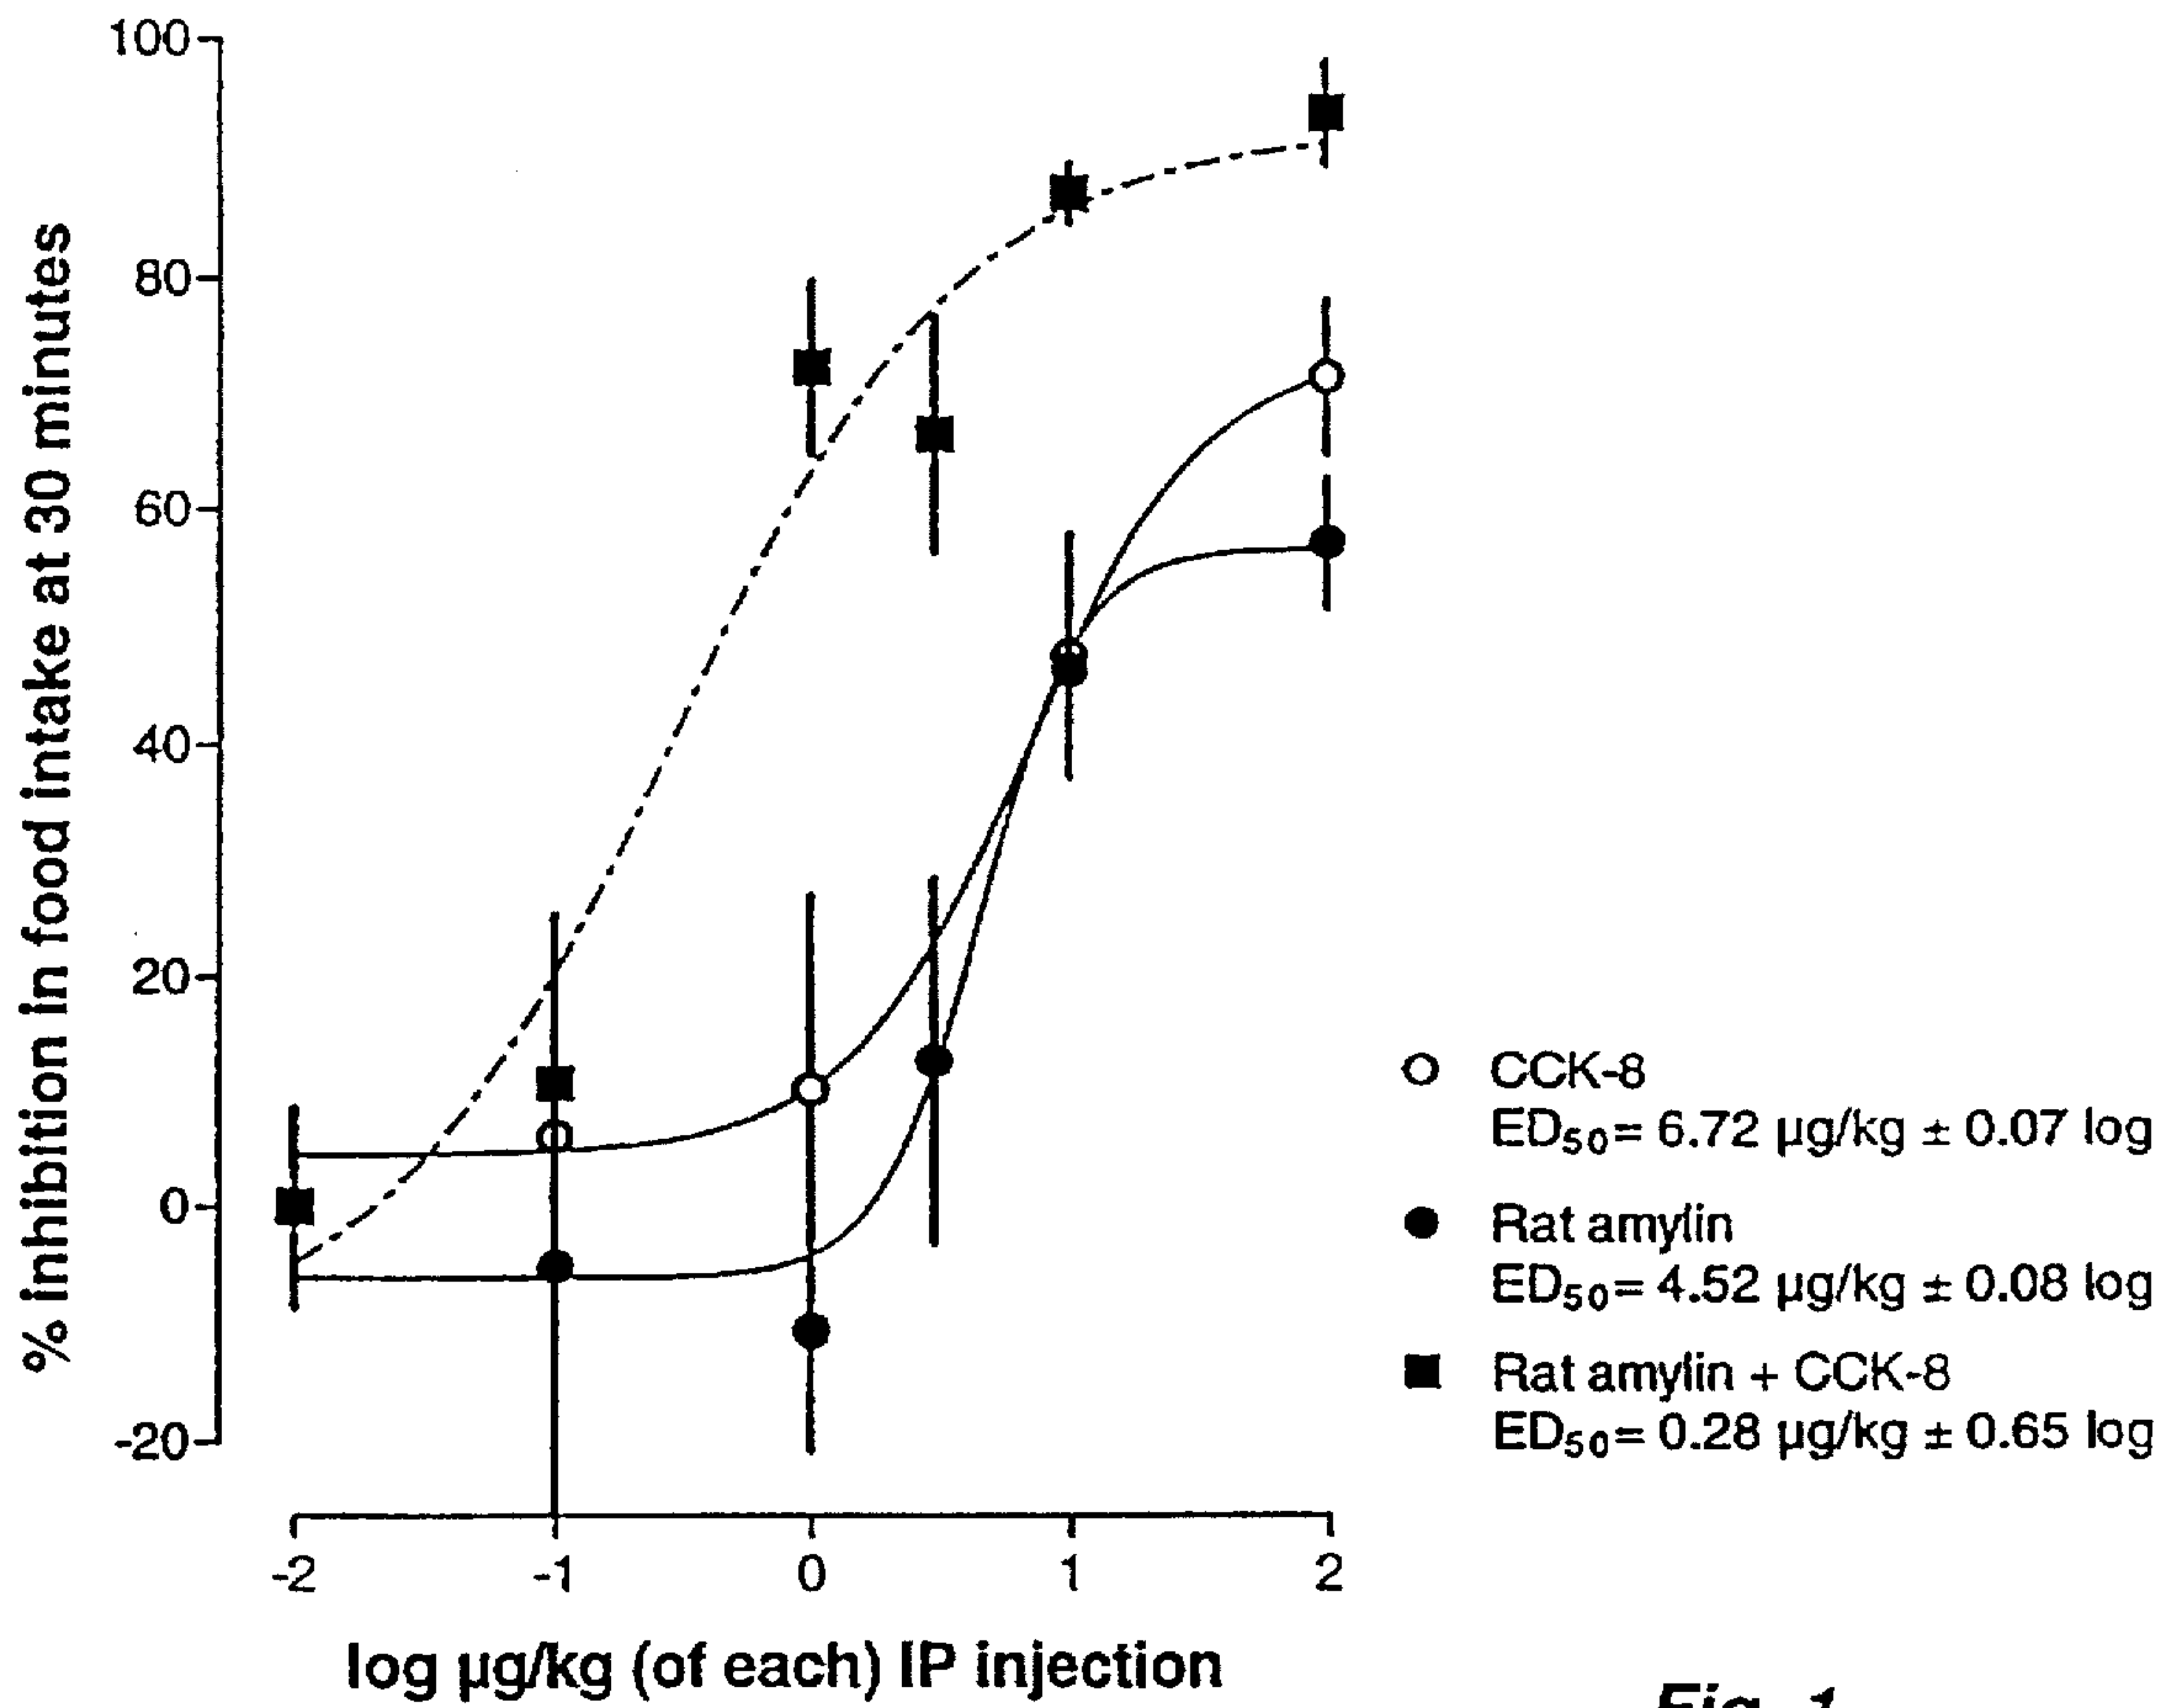 % inhibition in food intake at 30 minutes
100
80
60
40
20
0
-20
-2 -1 0 1 2
log µg/kg (of each) IP injection
CCK-8
ED50= 6.72 µg/kg ± 0.07 log
Rat amylin
ED50= 4.52 µg/kg ± 0.08 log
Rat amylin + CCK-8
ED50= 0.28 µg/kg ± 0.65 log
Fig. 1